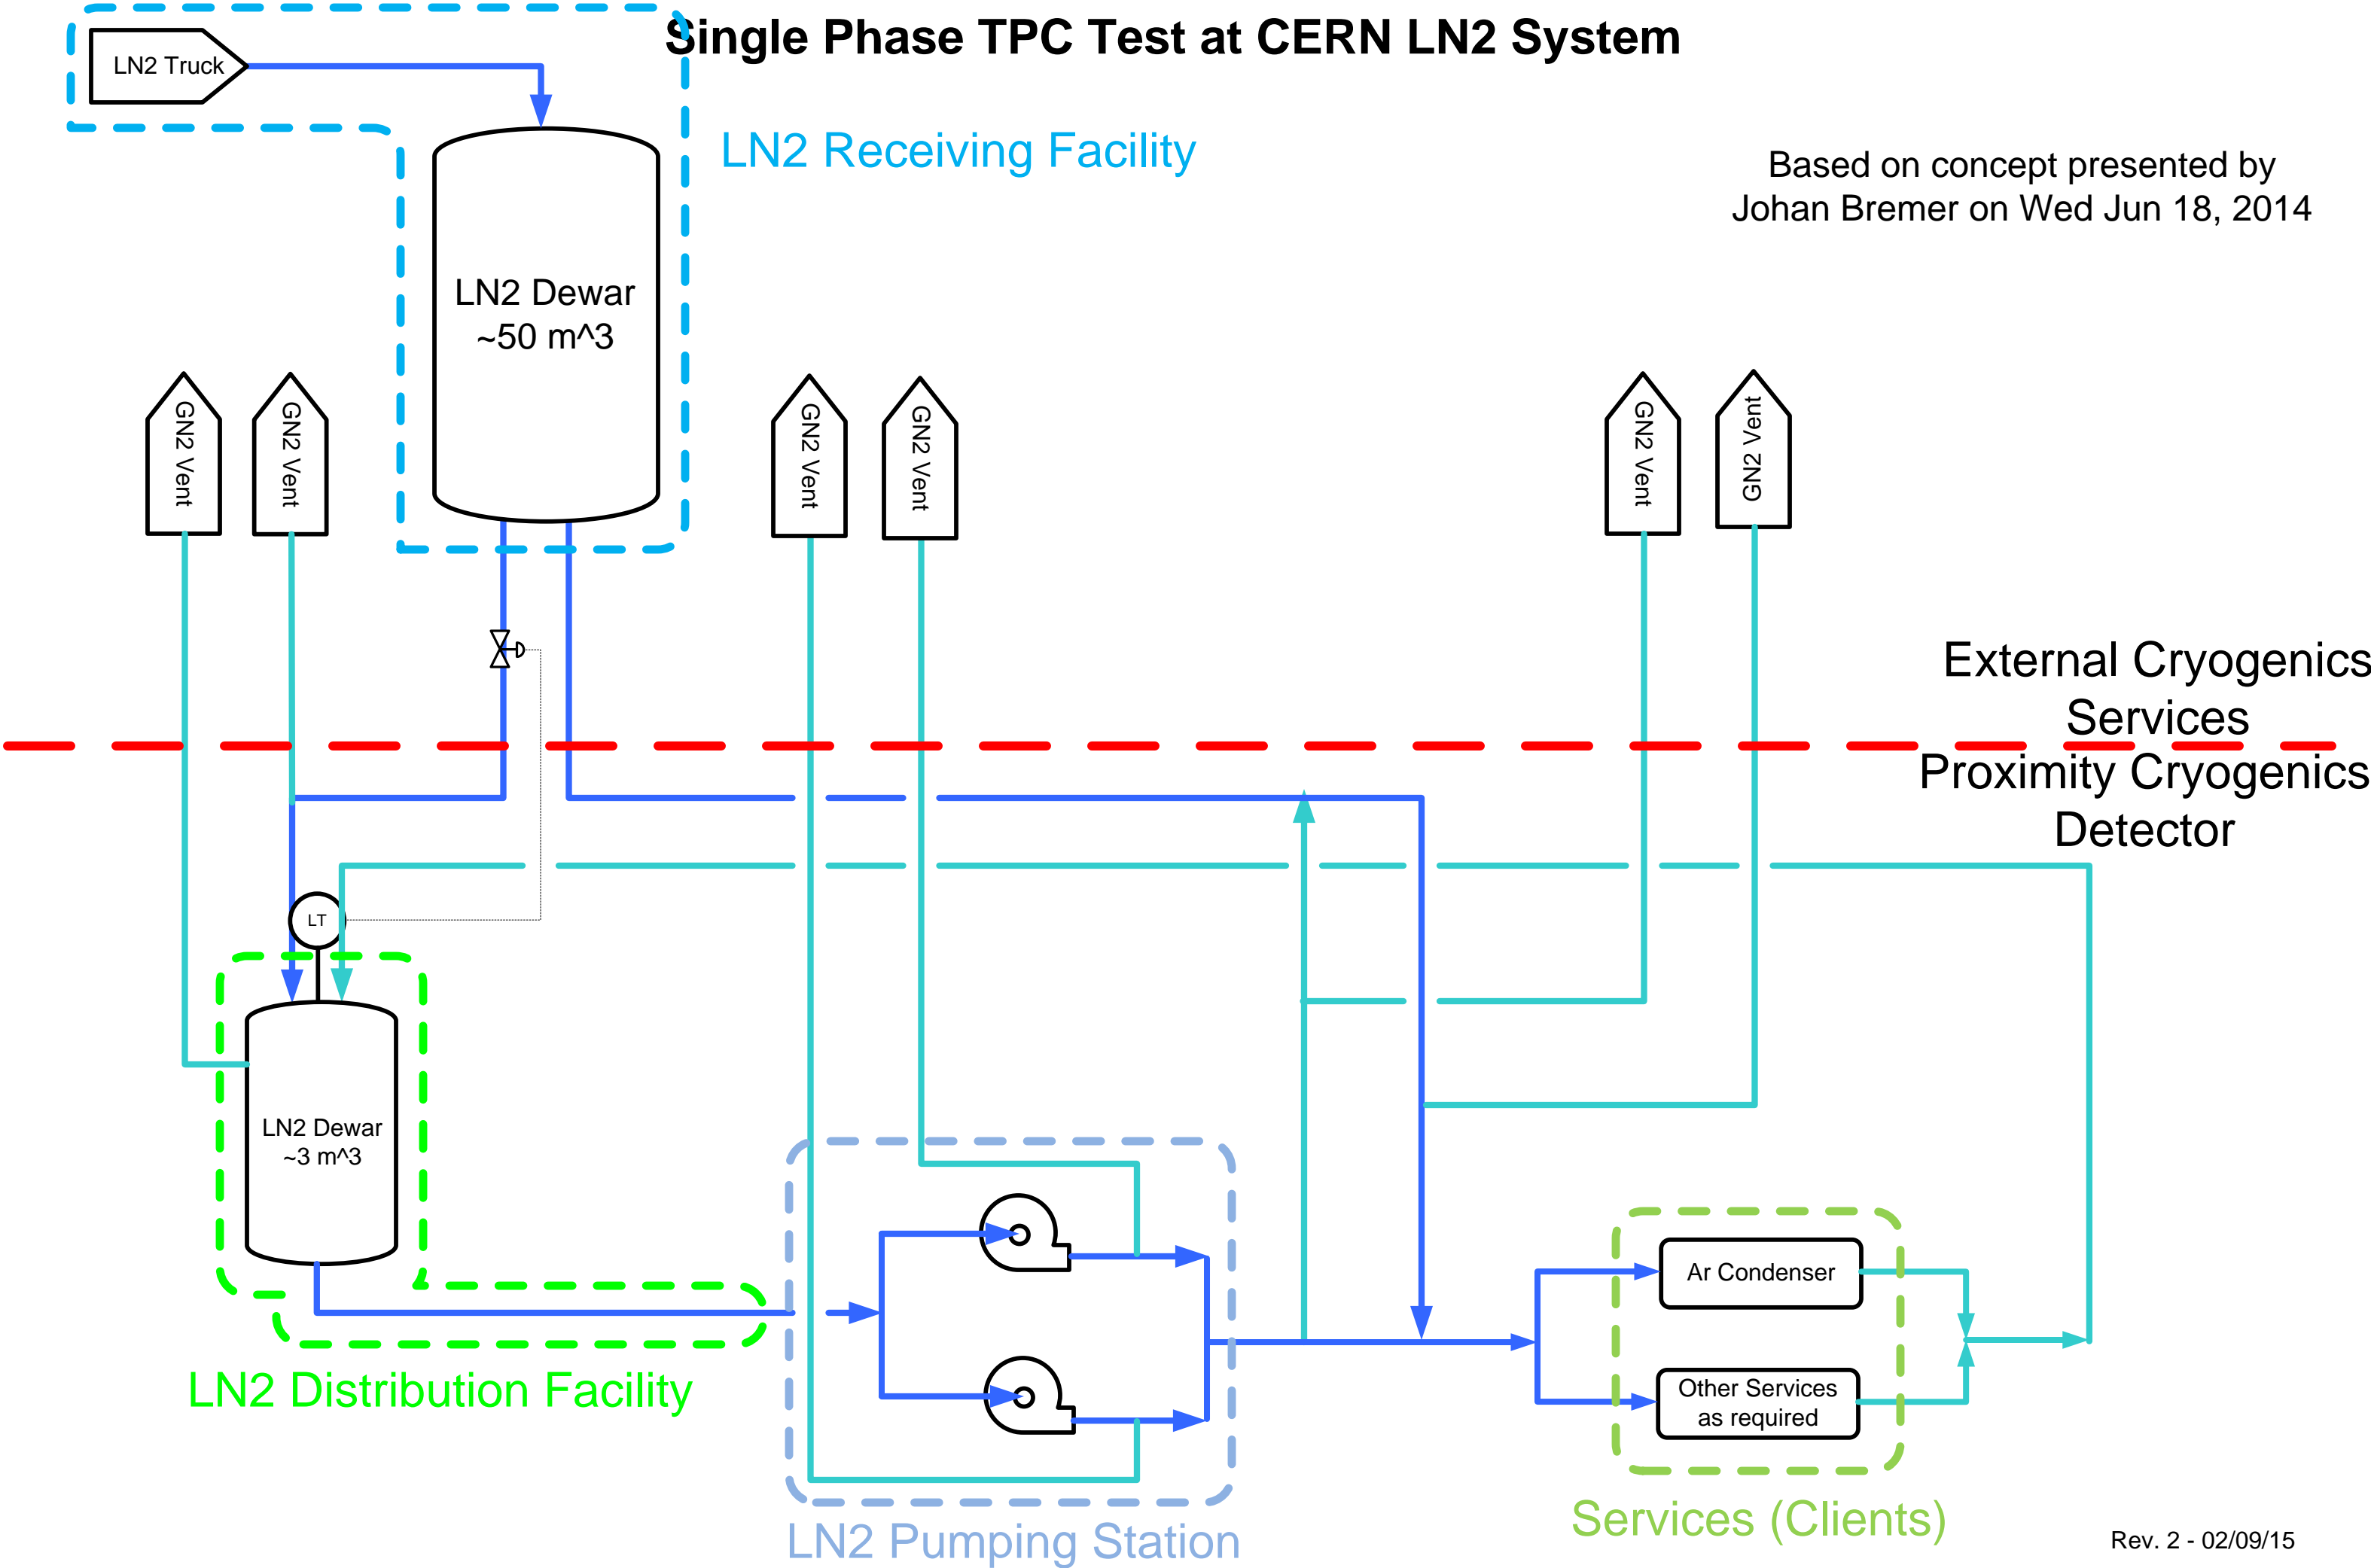 Single Phase TPC Test at CERN LN2 System
LN2 Truck
LN2 Receiving Facility
Based on concept presented by
Johan Bremer on Wed Jun 18, 2014
LN2 Dewar
~50 m^3
GN2 Vent
GN2 Vent
GN2 Vent
GN2 Vent
GN2 Vent
GN2 Vent
External Cryogenics
Services
Proximity Cryogenics
Detector
LT
LN2 Dewar
~3 m^3
LN2 Distribution Facility
LN2 Pumping Station
Ar Condenser
Other Services
as required
Services (Clients)
Rev. 2 - 02/09/15